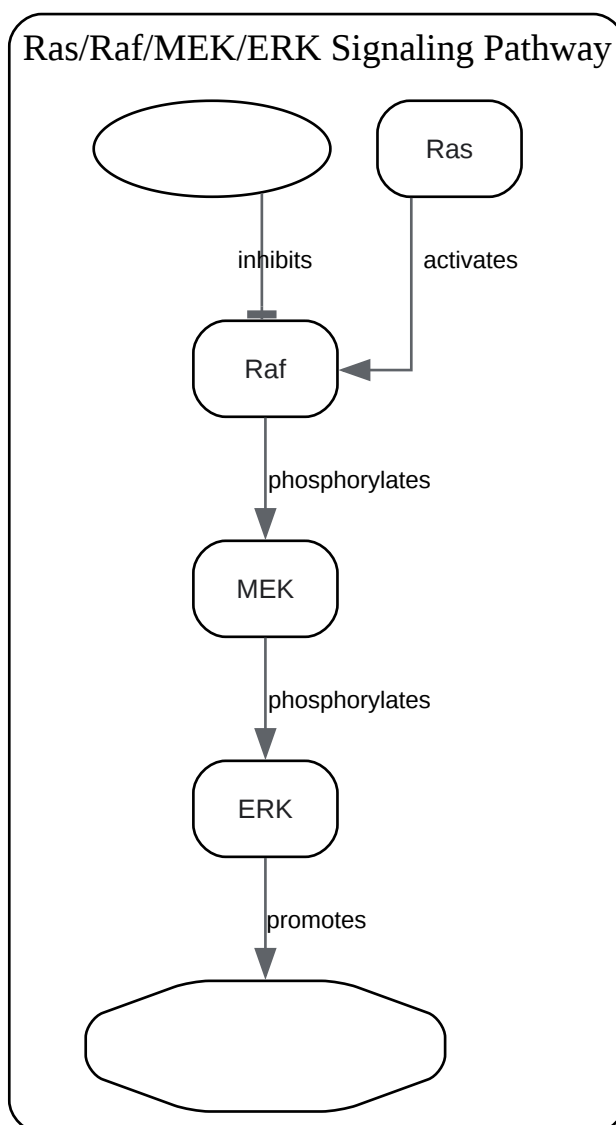 Ras/Raf/MEK/ERK Signaling Pathway
Ras
inhibits
activates
Raf
phosphorylates
MEK
phosphorylates
ERK
promotes